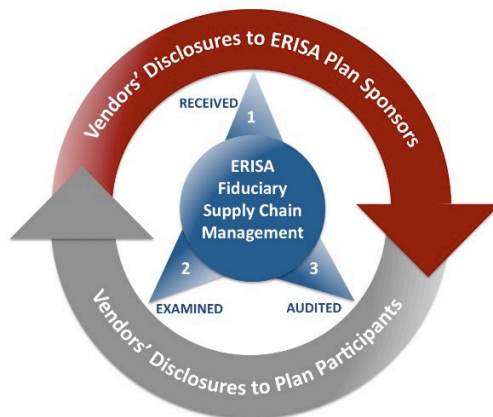 Vendors' Disclosures to ERISA Plan Sponsors
RECEIVED
1
ERISA
Fiduciary
Supply Chain
Management
2
3
EXAMINED
AUDITED
Vendors' Disclosures to Plan Participants